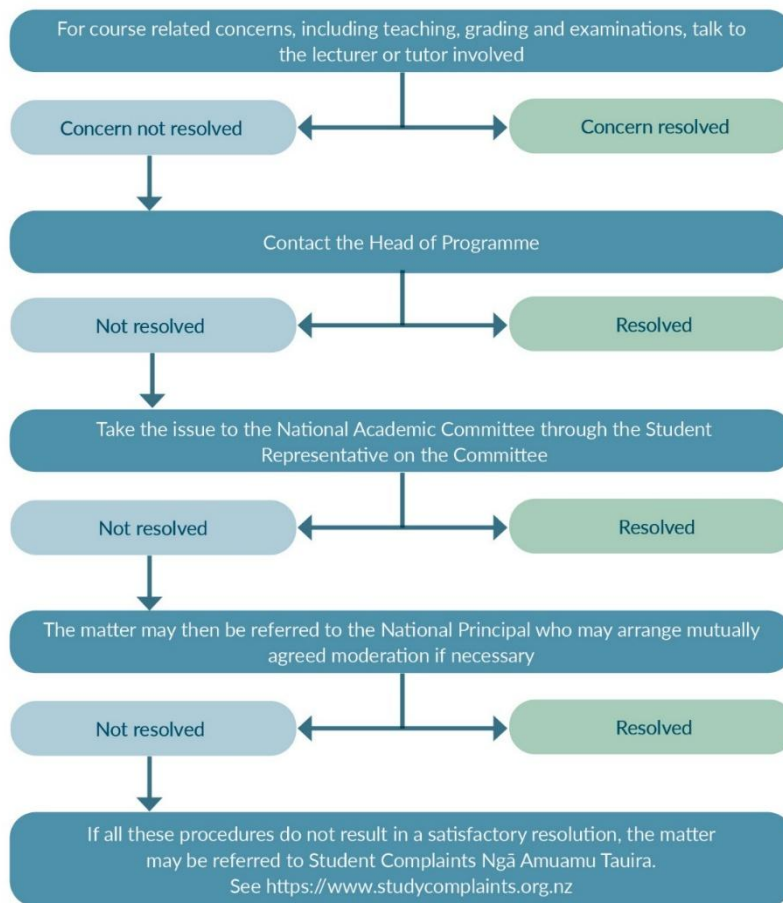 For course related concerns, including teaching, grading and examinations, talk to
the lecturer or tutor involved
Concern not resolved
Concern resolved
Contact the Head of Programme
Not resolved
Resolved
Take the issue to the National Academic Committee through the Student
Representative on the Committee
Not resolved
Resolved
The matter may then be referred to the National Principal who may arrange mutually
agreed moderation if necessary
Not resolved
Resolved
If all these procedures do not result in a satisfactory resolution, the matter
may be referred to Student Complaints Ngā Amuamu Tauira.
See https://www.studycomplaints.org.nz